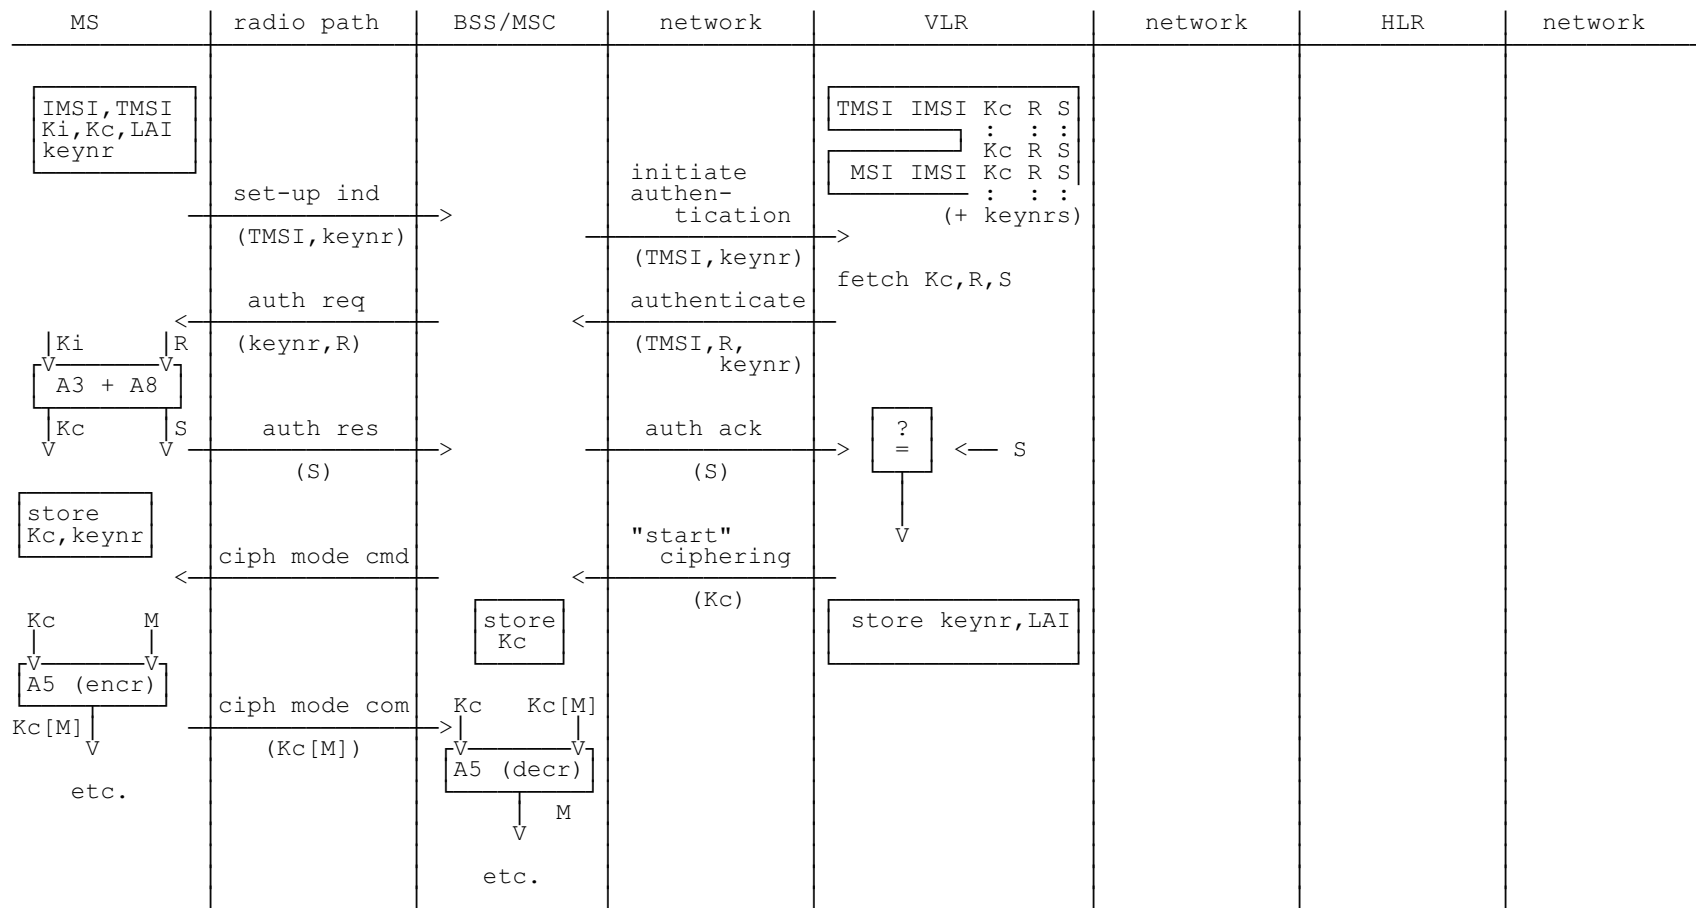 MS radio path BSS/MSC network VLR network HLR network
IMSI,TMSI TMSI IMSI Kc R S
Ki,Kc,LAI : : :
keynr Kc R S
initiate MSI IMSI Kc R S
set-up ind authen- : : :
tication (+ keynrs)
(TMSI,keynr)
(TMSI,keynr)
fetch Kc,R,S
auth req authenticate
Ki R (keynr,R) (TMSI,R,
keynr)
A3 + A8
Kc S auth res auth ack ?
= S
(S) (S)
store
Kc,keynr "start"
ciph mode cmd ciphering
(Kc)
Kc M store store keynr,LAI
Kc
A5 (encr)
ciph mode com Kc Kc[M]
Kc[M]
(Kc[M])
A5 (decr)
etc.
M
etc.